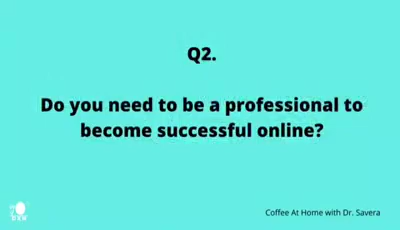 Q2.
Do you need to be a professional to
become successful online?
Coffee At Home with Dr. Savera